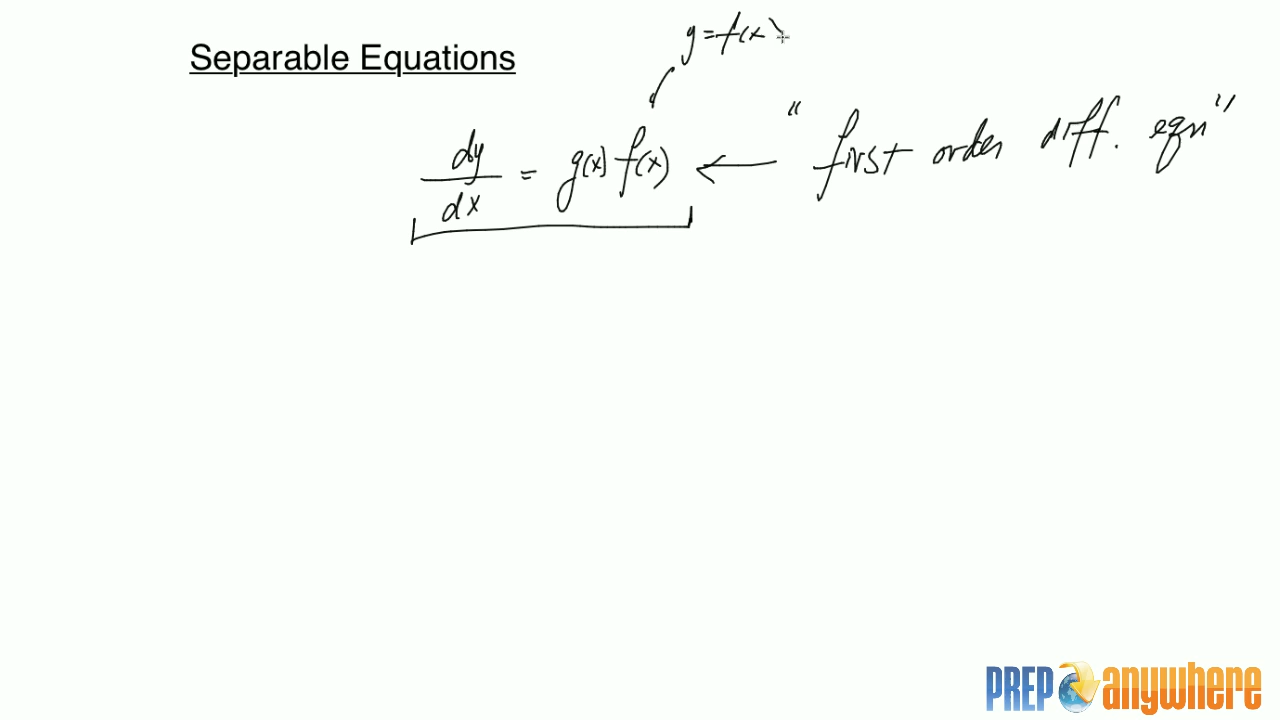 Separable Equations
y = f(x)
dy/dx = g(x) f(x) ← "first order diff. eqn"
PREP anywhere